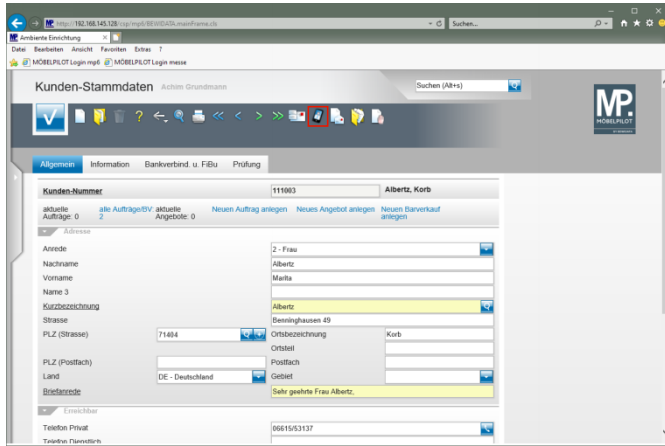 http://192.168.145.128/ccp/mp6/BEWIDATA.mainFrame.cls
Suchen...
Ambiente Einrichtung
Datei Bearbeiten Ansicht Favoriten Extras ?
MÖBELPILOT Login mp6 MÖBELPILOT Login messe
Kunden-Stammdaten Achim Grundmann
Suchen (Alt+s)
MP.
MÖBELPILOT
Allgemein Information Bankverbind. u. FiBu Prüfung
Kunden-Nummer 111003 Albertz, Korb
aktuelle Aufträge: 0 alle Aufträge/BV: 2 aktuelle Angebote: 0 Neuen Auftrag anlegen Neues Angebot anlegen Neuen Barverkauf anlegen
Adresse
Anrede 2 - Frau
Nachname Albertz
Vorname Marita
Name 3
Kurzbezeichnung Albertz
Strasse Benninghausen 49
PLZ (Strasse) 71404 Ortsbezeichnung Korb
Ortsteil
PLZ (Postfach) Postfach
Land DE - Deutschland Gebiet
Briefanrede Sehr geehrte Frau Albertz,
Erreichbar
Telefon Privat 06615/53137
Telefon Dienstlich